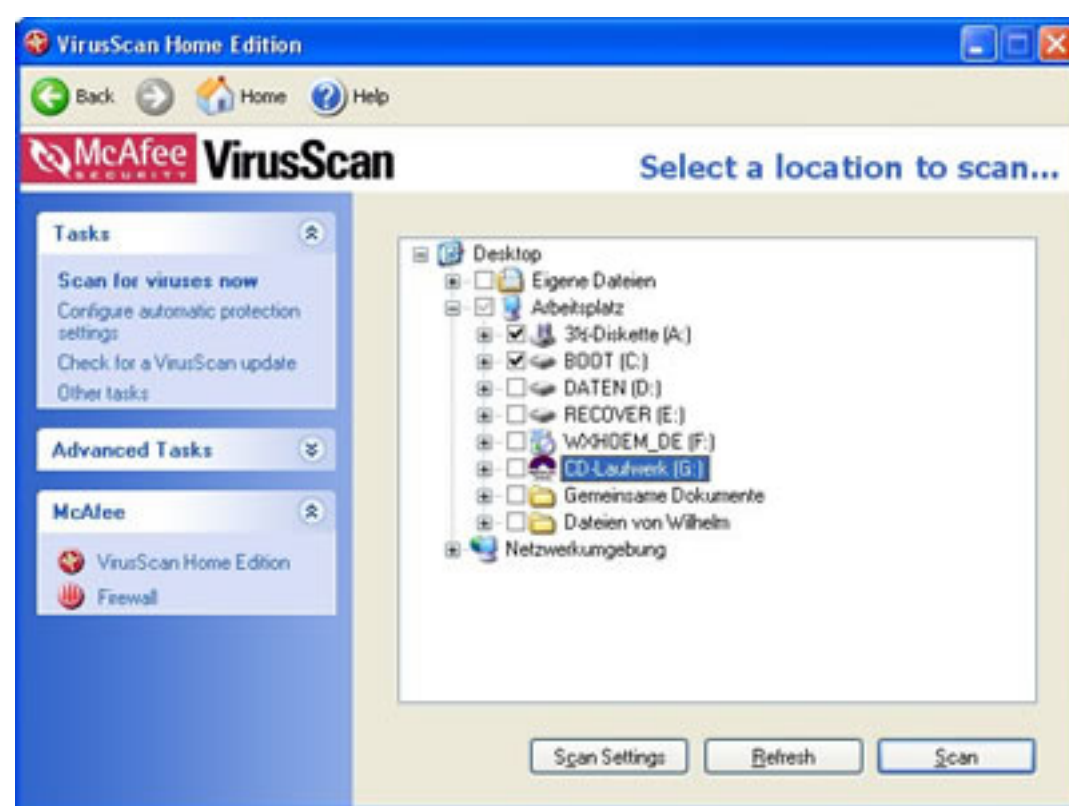 VirusScan Home Edition
Back Home Help
McAfee SECURITY VirusScan
Select a location to scan...
Tasks
Scan for viruses now
Configure automatic protection
settings
Check for a VirusScan update
Other tasks
Advanced Tasks
McAfee
VirusScan Home Edition
Firewall
Desktop
Eigene Dateien
Arbeitsplatz
3½-Diskette (A:)
BOOT (C:)
DATEN (D:)
RECOVER (E:)
WXHOEM_DE (F:)
CD-Laufwerk (G:)
Gemeinsame Dokumente
Dateien von Wilhelm
Netzwerkumgebung
Scan Settings Refresh Scan